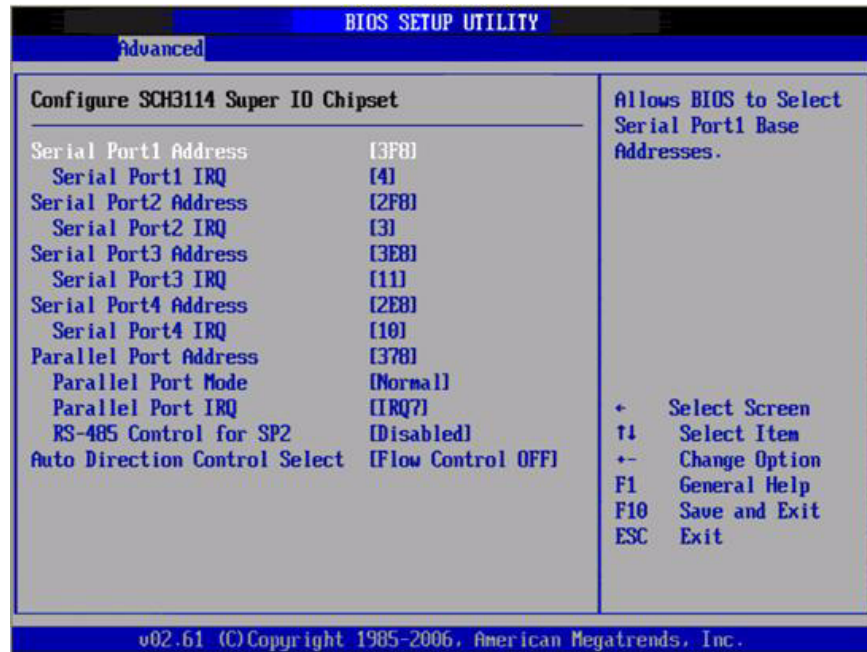 BIOS SETUP UTILITY
Advanced
Configure SCH3114 Super IO Chipset
Serial Port1 Address [3F8]
Serial Port1 IRQ [4]
Serial Port2 Address [2F8]
Serial Port2 IRQ [3]
Serial Port3 Address [3E8]
Serial Port3 IRQ [11]
Serial Port4 Address [2E8]
Serial Port4 IRQ [10]
Parallel Port Address [378]
Parallel Port Mode [Normal]
Parallel Port IRQ [IRQ7]
RS-485 Control for SP2 [Disabled]
Auto Direction Control Select [Flow Control OFF]
Allows BIOS to Select
Serial Port1 Base
Addresses.
← Select Screen
↑↓ Select Item
+- Change Option
F1 General Help
F10 Save and Exit
ESC Exit
v02.61 (C)Copyright 1985-2006, American Megatrends, Inc.